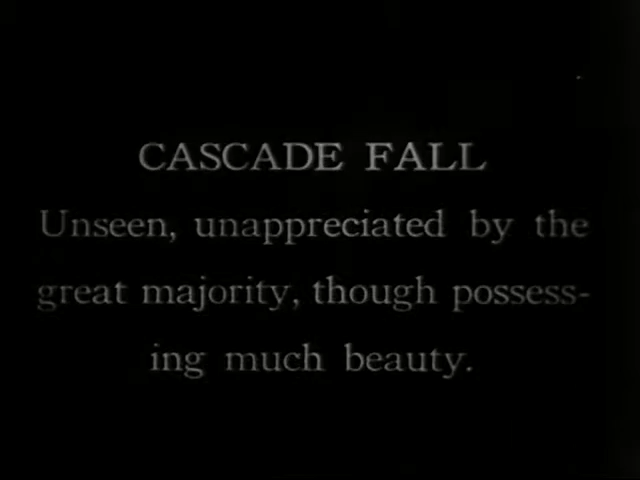 CASCADE FALL
Unseen, unappreciated by the
great majority, though possess-
ing much beauty.